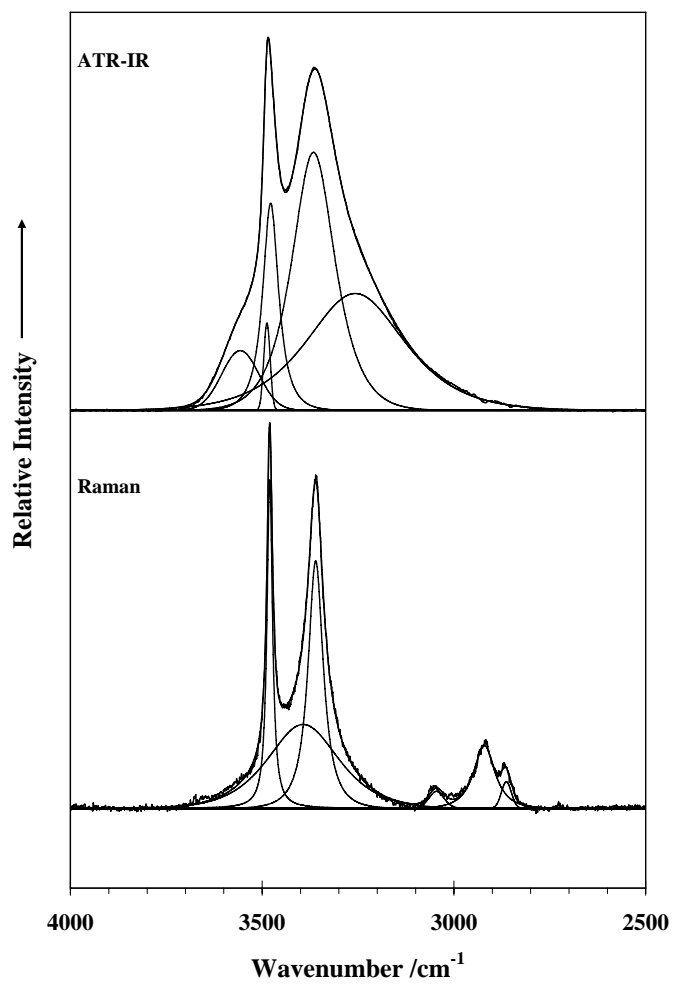 ATR-IR
Raman
Relative Intensity
4000 3500 3000 2500
Wavenumber /cm-1